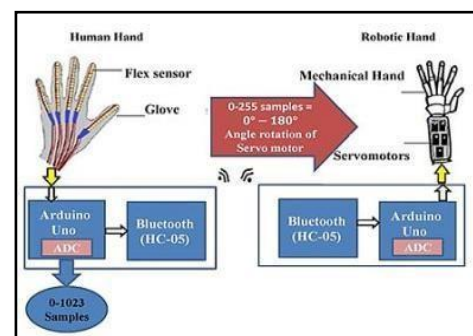 Human Hand
Flex sensor
Glove
Arduino
Uno
ADC
Bluetooth
(HC-05)
0-1023
Samples
0-255 samples =
0° – 180°
Angle rotation of
Servo motor
Robotic Hand
Mechanical Hand
Servomotors
Bluetooth
(HC-05)
Arduino
Uno
ADC